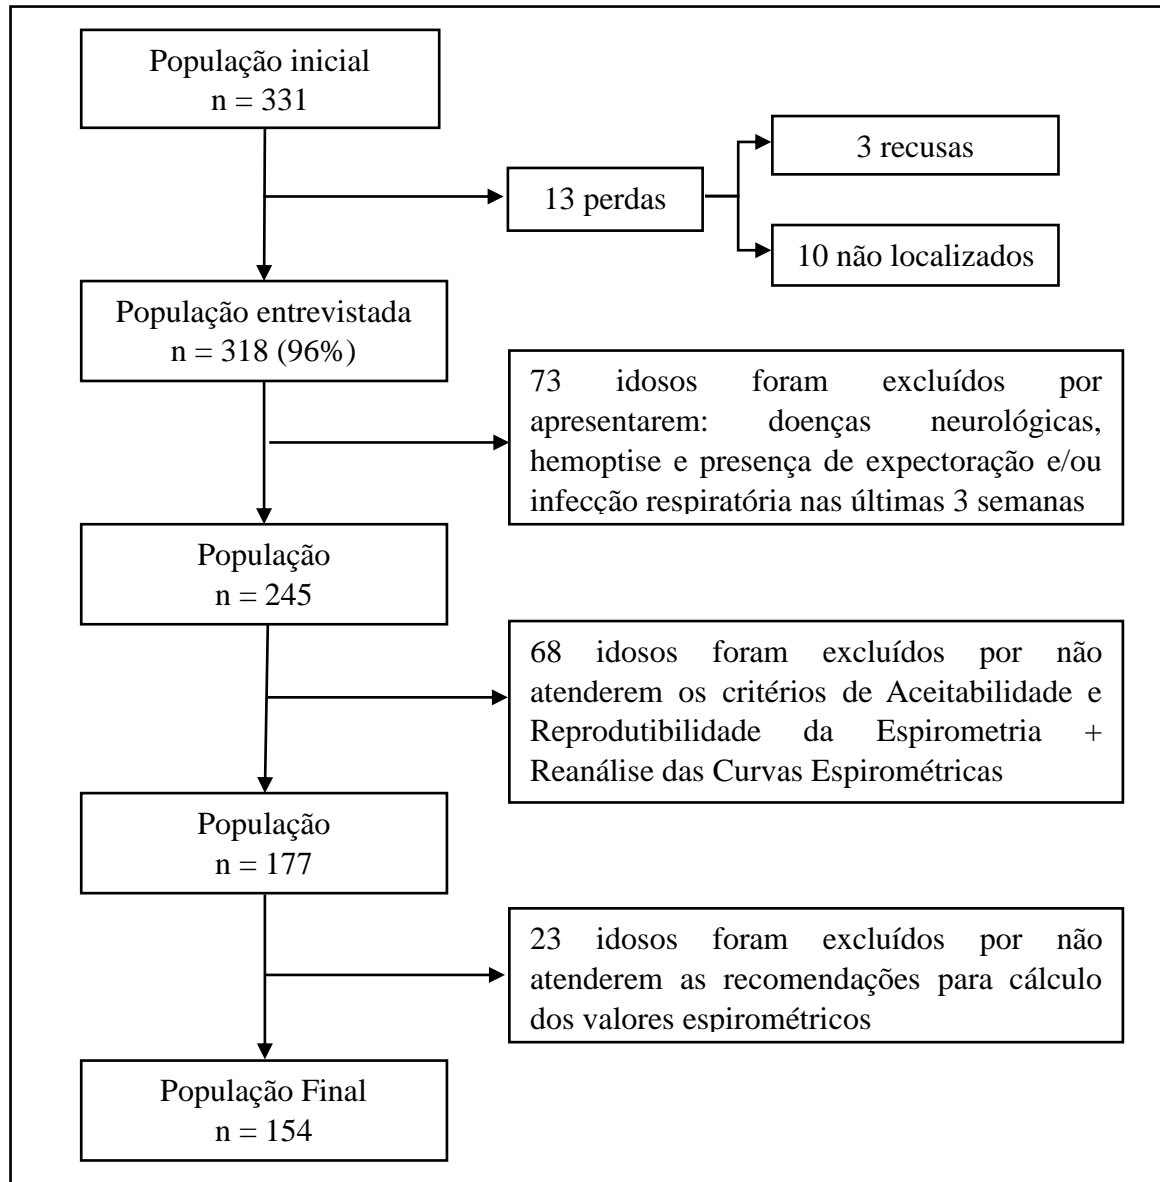 População inicial
n = 331
3 recusas
13 perdas
10 não localizados
População entrevistada
n = 318 (96%)
73 idosos foram excluídos por
apresentarem: doenças neurológicas,
hemoptise e presença de expectoração e/ou
infecção respiratória nas últimas 3 semanas
População
n = 245
68 idosos foram excluídos por não
atenderem os critérios de Aceitabilidade e
Reprodutibilidade da Espirometria +
Reanálise das Curvas Espirométricas
População
n = 177
23 idosos foram excluídos por não
atenderem as recomendações para cálculo
dos valores espirométricos
População Final
n = 154